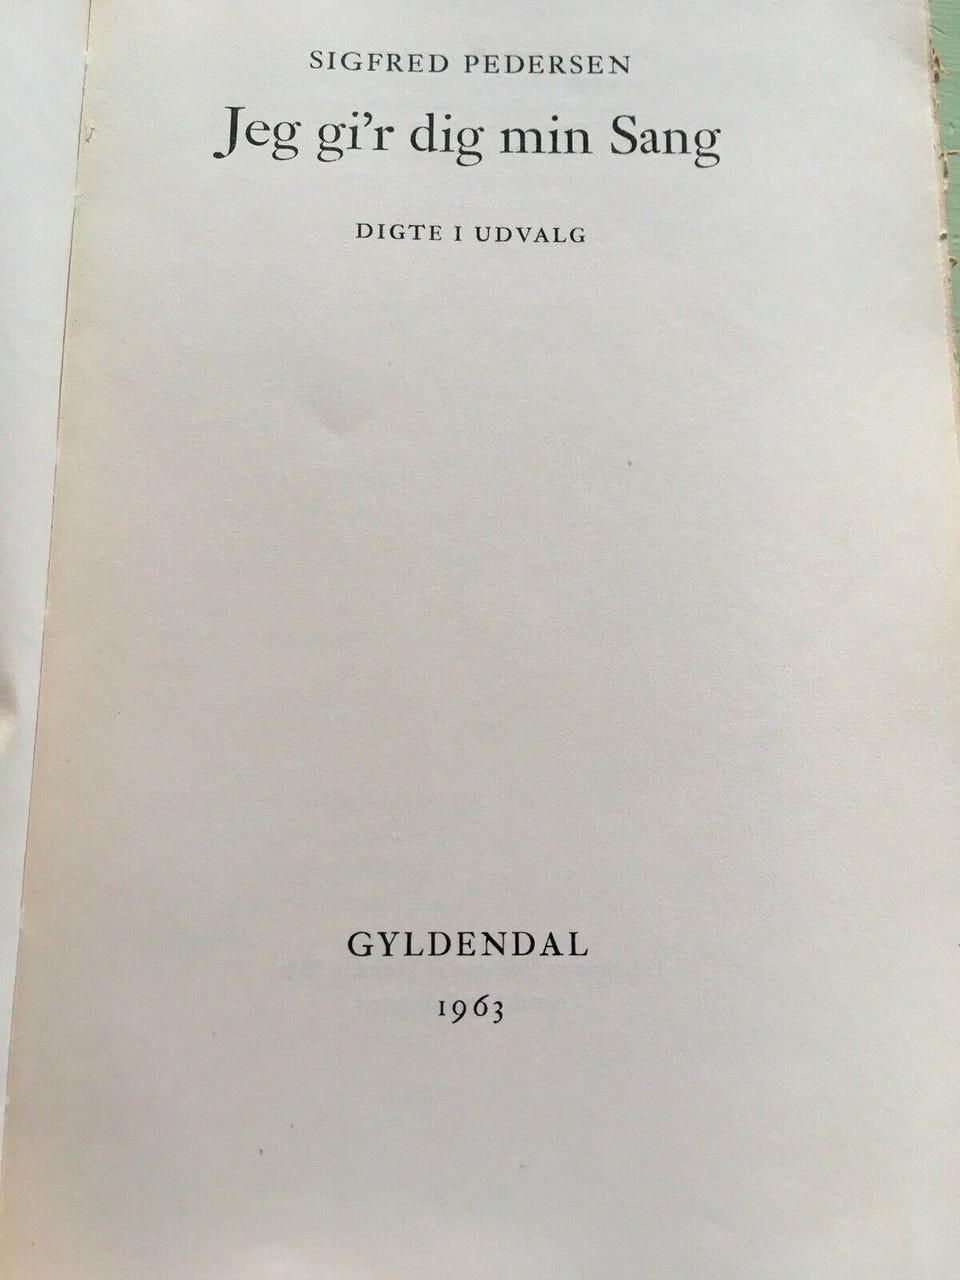 SIGFRED PEDERSEN
Jeg gi'r dig min Sang
DIGTE I UDVALG
GYLDENDAL
1963